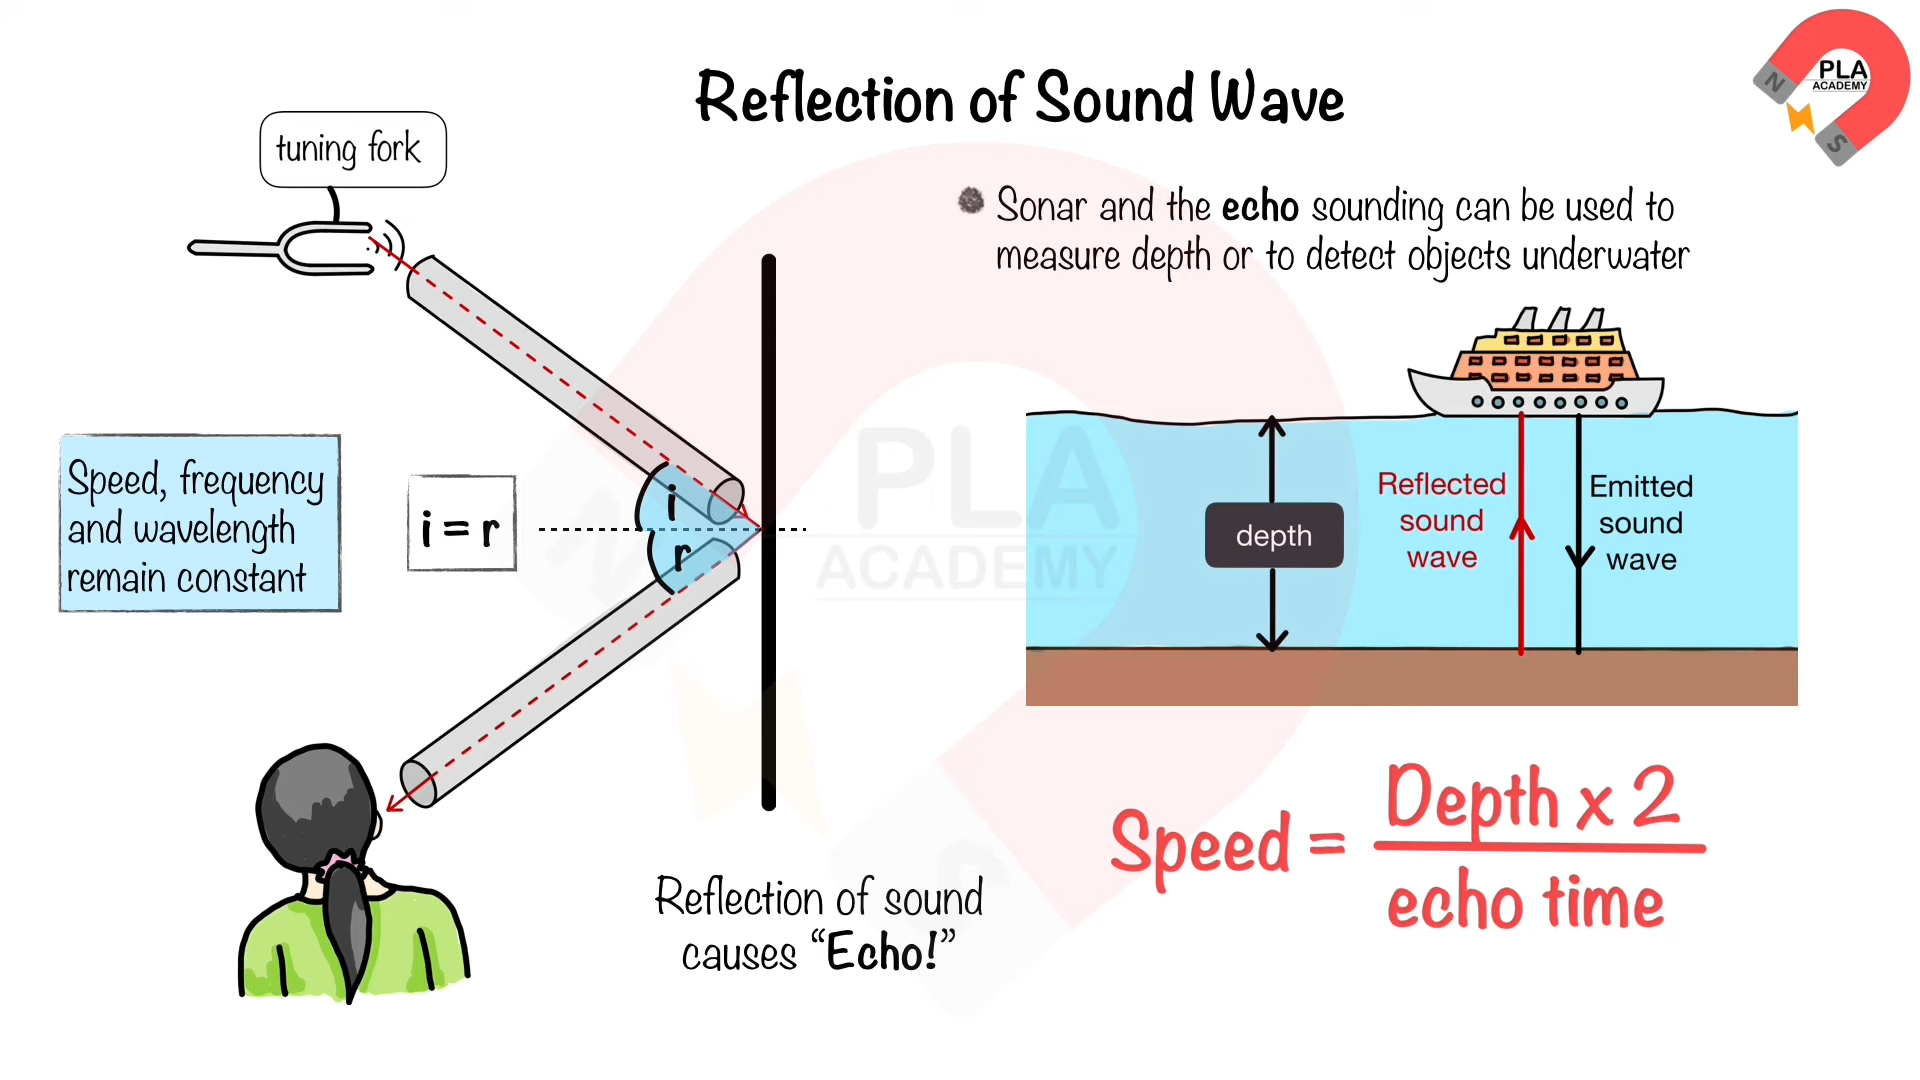 Reflection of Sound Wave
PLA
ACADEMY
N
S
tuning fork
Sonar and the echo sounding can be used to
measure depth or to detect objects underwater
Speed, frequency
and wavelength
remain constant
i = r
i
r
PLA
ACADEMY
depth
Reflected
sound
wave
Emitted
sound
wave
Reflection of sound
causes “Echo!”
Speed = Depth x 2
echo time